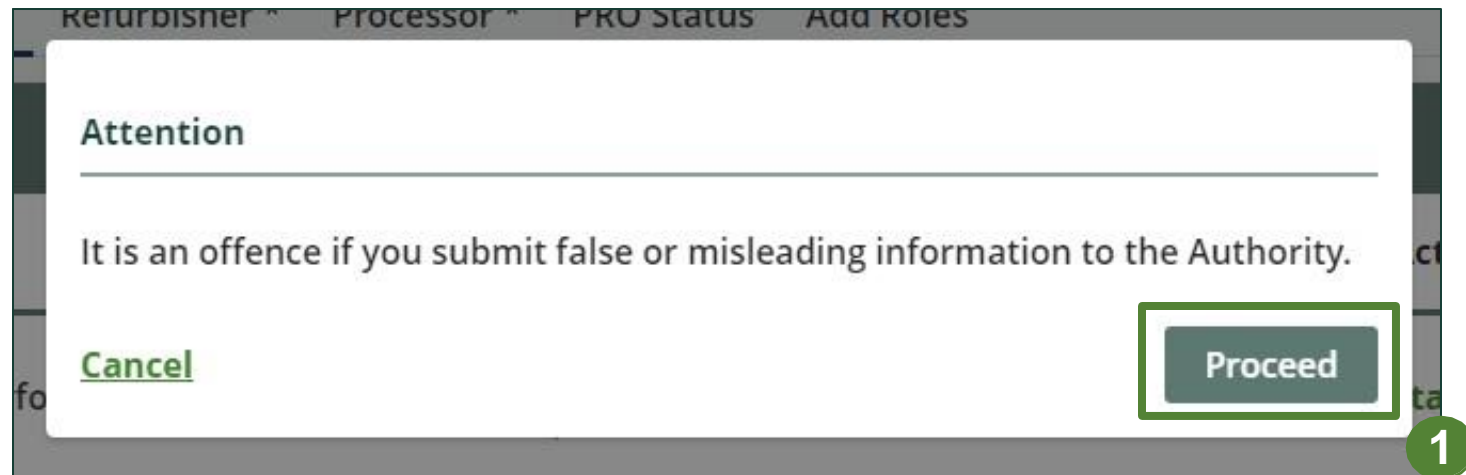 Refurbisher * Processor * PRO Status Add Roles
Attention
It is an offence if you submit false or misleading information to the Authority.
Cancel
Proceed
1